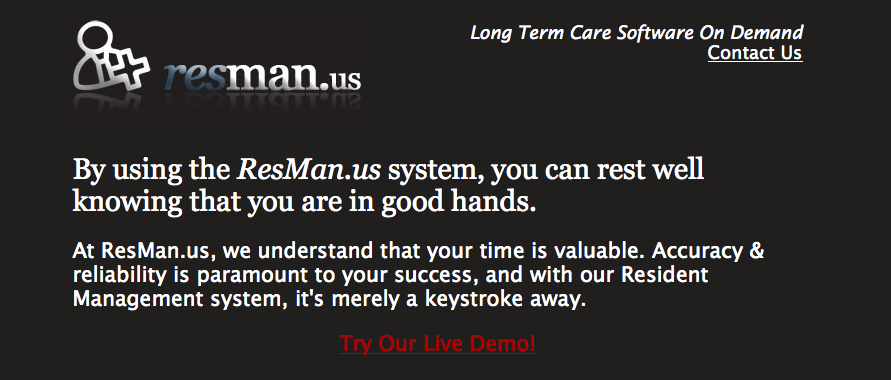 Long Term Care Software On Demand
Contact Us
resman.us
By using the ResMan.us system, you can rest well
knowing that you are in good hands.
At ResMan.us, we understand that your time is valuable. Accuracy &
reliability is paramount to your success, and with our Resident
Management system, it's merely a keystroke away.
Try Our Live Demo!